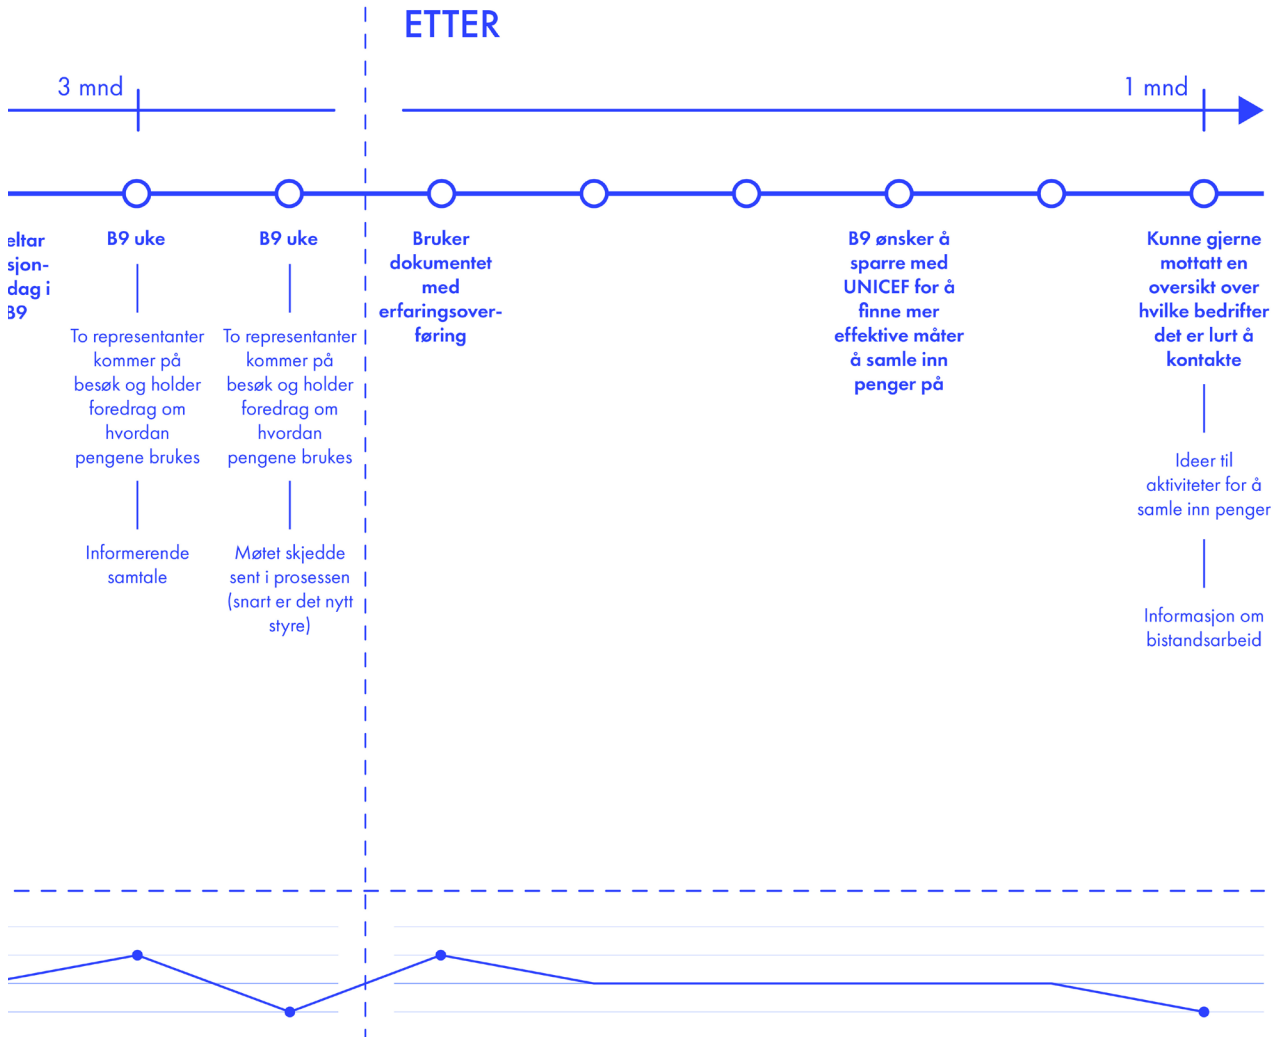 ETTER
3 mnd
1 mnd
eltar
sjon-
dag i
B9
B9 uke
To representanter
kommer på
besøk og holder
foredrag om
hvordan
pengene brukes
Informerende
samtale
B9 uke
To representanter
kommer på
besøk og holder
foredrag om
hvordan
pengene brukes
Møtet skjedde
sent i prosessen
(snart er det nytt
styre)
Bruker
dokumentet
med
erfaringsover-
føring
B9 ønsker å
sparre med
UNICEF for å
finne mer
effektive måter
å samle inn
penger på
Kunne gjerne
mottatt en
oversikt over
hvilke bedrifter
det er lurt å
kontakte
Ideer til
aktiviteter for å
samle inn penger
Informasjon om
bistandsarbeid